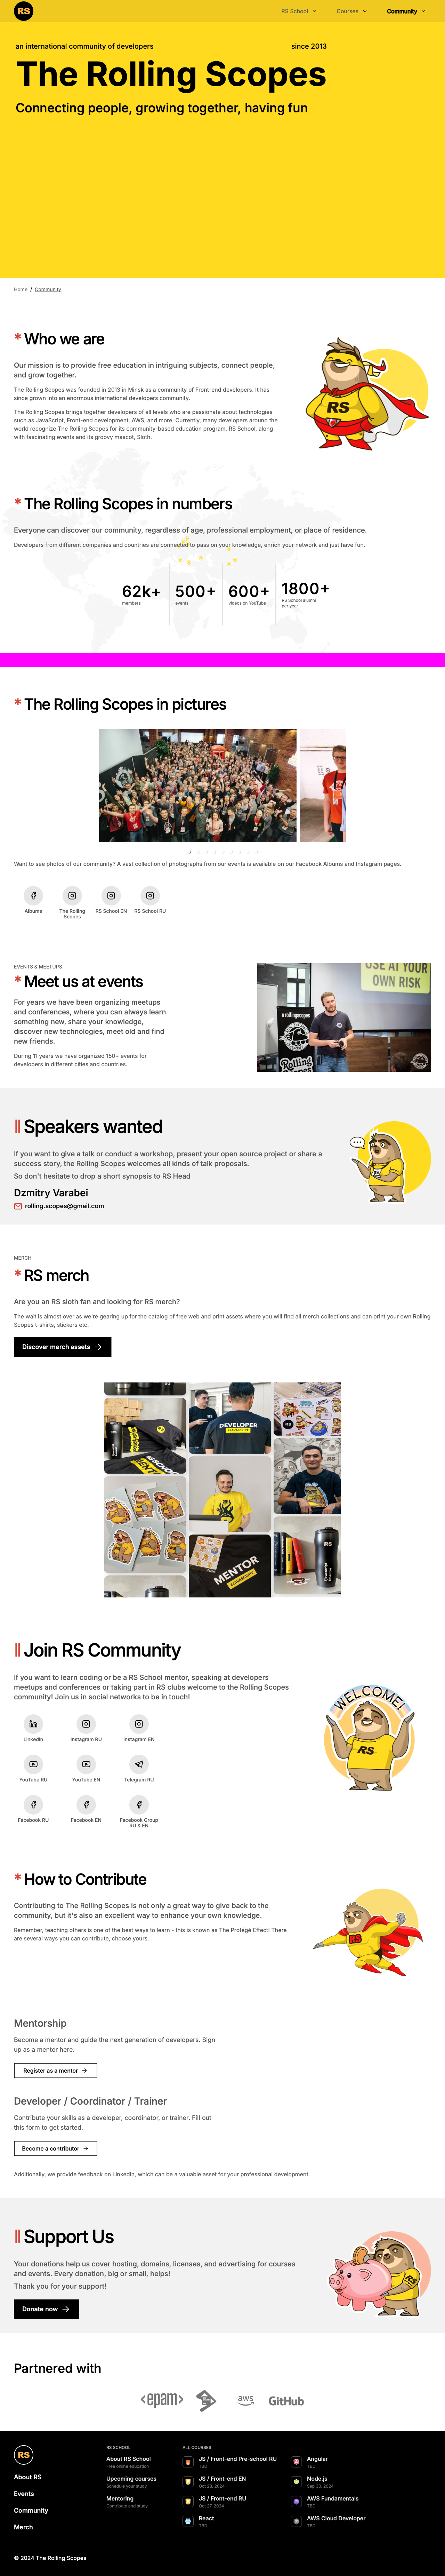 RS
RS School
Courses
Community
an international community of developers
since 2013
The Rolling Scopes
Connecting people, growing together, having fun
Home / Community
* Who we are
Our mission is to provide free education in intriguing subjects, connect people,
and grow together.
The Rolling Scopes was founded in 2013 in Minsk as a community of Front-end developers. It has
since grown into an enormous international developers community.
The Rolling Scopes brings together developers of all levels who are passionate about technologies
such as JavaScript, Front-end development, AWS, and more. Currently, many developers around the
world recognize The Rolling Scopes for its community-based education program, RS School, along
with fascinating events and its groovy mascot, Sloth.
RS
* The Rolling Scopes in numbers
Everyone can discover our community, regardless of age, professional employment, or place of residence.
Developers from different companies and countries are connected to pass on your knowledge, enrich your network and just have fun.
62k+
members
500+
events
600+
videos on YouTube
1800+
RS School alumni
per year
* The Rolling Scopes in pictures
Want to see photos of our community? A vast collection of photographs from our events is available on our Facebook Albums and Instagram pages.
Albums
The Rolling
Scopes
RS School EN
RS School RU
EVENTS & MEETUPS
* Meet us at events
For years we have been organizing meetups
and conferences, where you can always learn
something new, share your knowledge,
discover new technologies, meet old and find
new friends.
During 11 years we have organized 150+ events for
developers in different cities and countries.
USE AT YOUR
OWN RISK
#rollingscopes
Rolling
Scopes
Speakers wanted
If you want to give a talk or conduct a workshop, present your own open source project or share a
success story, the Rolling Scopes welcomes all kinds of talk proposals.
So don't hesitate to drop a short synopsis to RS Head
Dzmitry Varabei
rolling.scopes@gmail.com
MERCH
* RS merch
Are you an RS sloth fan and looking for RS merch?
The wait is almost over as we're gearing up for the catalog of free web and print assets where you will find all merch collections and can print your own Rolling
Scopes t-shirts, stickers etc.
Discover merch assets
DEVELOPER
MENTOR
RS
Join RS Community
If you want to learn coding or be a RS School mentor, speaking at developers
meetups and conferences or taking part in RS clubs welcome to the Rolling Scopes
community! Join us in social networks to be in touch!
LinkedIn
Instagram RU
Instagram EN
YouTube RU
YouTube EN
Telegram RU
Facebook RU
Facebook EN
Facebook Group
RU & EN
WELCOME!
RS
* How to Contribute
Contributing to The Rolling Scopes is not only a great way to give back to the
community, but it's also an excellent way to enhance your own knowledge.
Remember, teaching others is one of the best ways to learn - this is known as The Protégé Effect! There
are several ways you can contribute, choose yours.
Mentorship
Become a mentor and guide the next generation of developers. Sign
up as a mentor here.
Register as a mentor
Developer / Coordinator / Trainer
Contribute your skills as a developer, coordinator, or trainer. Fill out
this form to get started.
Become a contributor
Additionally, we provide feedback on LinkedIn, which can be a valuable asset for your professional development.
Support Us
Your donations help us cover hosting, domains, licenses, and advertising for courses
and events. Every donation, big or small, helps!
Thank you for your support!
Donate now
RS
Partnered with
<epam>
aws
GitHub
RS
About RS
Events
Community
Merch
RS SCHOOL
About RS School
Free online education
Upcoming courses
Schedule your study
Mentoring
Contribute and study
ALL COURSES
JS / Front-end Pre-school RU
TBD
JS / Front-end EN
Oct 28, 2024
JS / Front-end RU
Oct 27, 2024
React
TBD
Angular
TBD
Node.js
Sep 30, 2024
AWS Fundamentals
TBD
AWS Cloud Developer
TBD
© 2024 The Rolling Scopes